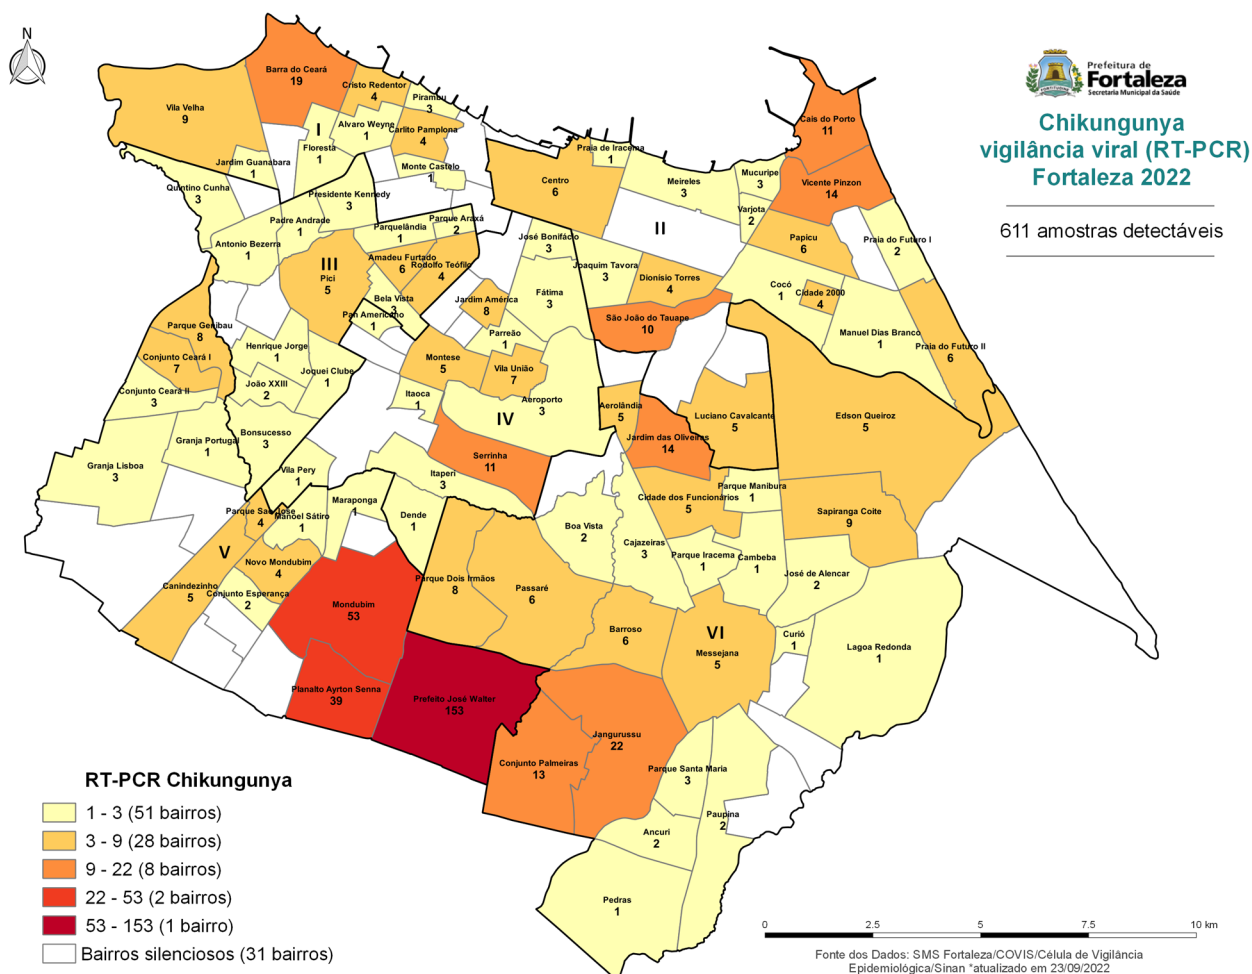 N
Prefeitura de
Fortaleza
Secretaria Municipal da Saúde
Chikungunya
vigilância viral (RT-PCR)
Fortaleza 2022
611 amostras detectáveis
Barra do Ceará
19
Cristo Redentor
4
Pirambu
3
Vila Velha
9
I
Alvaro Weyne
1
Carlito Pamplona
4
Floresta
1
Jardim Guanabara
1
Monte Castelo
1
Quintino Cunha
3
Presidente Kennedy
3
Padre Andrade
1
Parquelândia
1
Parque Araxá
2
Antonio Bezerra
1
III
Pici
5
Amadeu Furtado
6
Rodolfo Teófilo
4
Bela Vista
3
Pan Americano
1
Parque Genibau
8
Conjunto Ceará I
7
Conjunto Ceará II
3
Henrique Jorge
1
João XXIII
2
Joquei Clube
1
Bonsucesso
3
Granja Portugal
1
Granja Lisboa
3
Vila Pery
1
Centro
6
Praia de Iracema
1
Meireles
3
Mucuripe
3
Varjota
2
Cais do Porto
11
Vicente Pinzon
14
II
Papicu
6
Praia do Futuro I
2
José Bonifácio
3
Joaquim Tavora
3
Dionísio Torres
4
Cocó
1
Cidade 2000
4
São João do Tauape
10
Manuel Dias Branco
1
Praia do Futuro II
6
Jardim América
8
Fátima
3
Parreão
1
Montese
5
Vila União
7
Itaoca
1
Aeroporto
3
IV
Serrinha
11
Itaperi
3
Dende
1
Aerolândia
5
Jardim das Oliveiras
14
Luciano Cavalcante
5
Edson Queiroz
5
Parque Manibura
1
Cidade dos Funcionários
5
Sapiranga Coite
9
Boa Vista
2
Cajazeiras
3
Parque Iracema
1
Cambeba
1
José de Alencar
2
Parque Sao Jose
4
Manoel Sátiro
1
Maraponga
1
V
Novo Mondubim
4
Canindezinho
5
Conjunto Esperança
2
Mondubim
53
Planalto Ayrton Senna
39
Parque Dois Irmãos
8
Passaré
6
Barroso
6
VI
Messejana
5
Curió
1
Lagoa Redonda
1
Prefeito José Walter
153
Conjunto Palmeiras
13
Jangurussu
22
Parque Santa Maria
3
Paupina
2
Ancuri
2
Pedras
1
RT-PCR Chikungunya
1 - 3 (51 bairros)
3 - 9 (28 bairros)
9 - 22 (8 bairros)
22 - 53 (2 bairros)
53 - 153 (1 bairro)
Bairros silenciosos (31 bairros)
0 2.5 5 7.5 10 km
Fonte dos Dados: SMS Fortaleza/COVIS/Célula de Vigilância
Epidemiológica/Sinan *atualizado em 23/09/2022